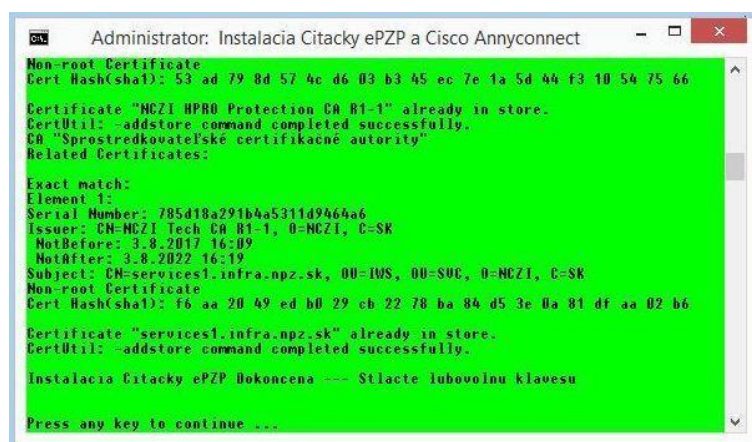 Administrator: Instalacia Citacky ePZP a Cisco Annyconnect
Non-root Certificate
Cert Hash(sha1): 53 ad 79 8d 57 4c d6 03 b3 45 ec 7e 1a 5d 44 f3 10 54 75 66
Certificate "NCZI HPRO Protection CA R1-1" already in store.
CertUtil: -addstore command completed successfully.
CA "Sprostredkovateľské certifikačné autority"
Related Certificates:
Exact match:
Element 1:
Serial Number: 785d18a291b4a5311d9464a6
Issuer: CN=NCZI Tech CA R1-1, O=NCZI, C=SK
NotBefore: 3.8.2017 16:09
NotAfter: 3.8.2022 16:19
Subject: CN=services1.infra.npz.sk, OU=IWS, OU=SVC, O=NCZI, C=SK
Non-root Certificate
Cert Hash(sha1): f6 aa 20 49 ed b0 29 cb 22 78 ba 84 d5 3e 0a 81 df aa 02 b6
Certificate "services1.infra.npz.sk" already in store.
CertUtil: -addstore command completed successfully.
Instalacia Citacky ePZP Dokoncena --- Stlacte lubovolnu klavesu
Press any key to continue ...